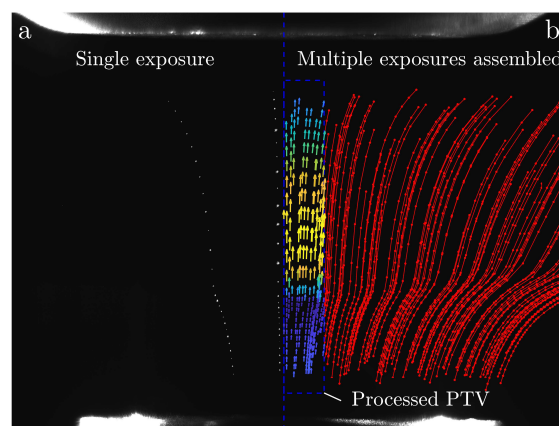 a
b
Single exposure
Multiple exposures assembled
Processed PTV